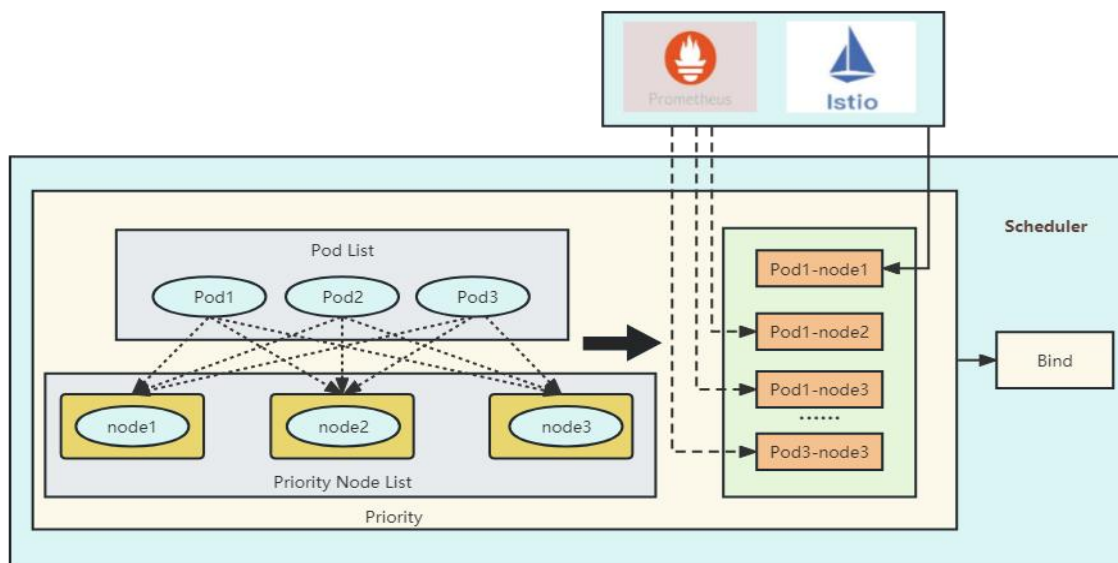 Prometheus
Istio
Scheduler
Pod List
Pod1
Pod2
Pod3
node1
node2
node3
Priority Node List
Priority
Pod1-node1
Pod1-node2
Pod1-node3
......
Pod3-node3
Bind